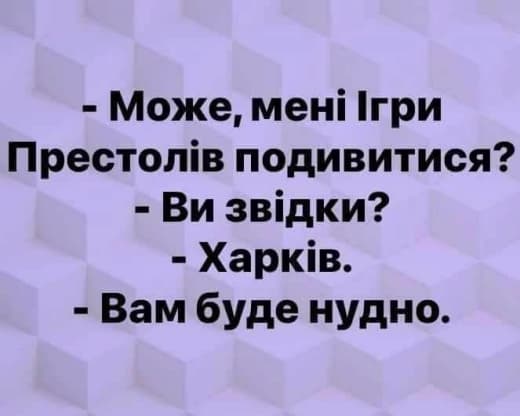 - Може, мені Ігри
Престолів подивитися?
- Ви звідки?
- Харків.
- Вам буде нудно.